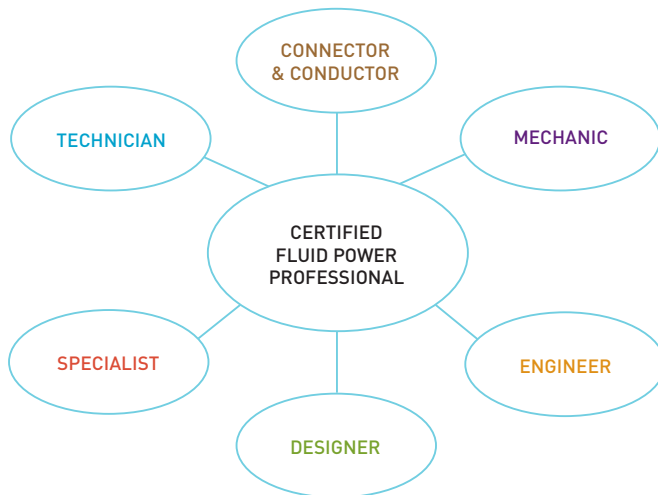 CONNECTOR
& CONDUCTOR
TECHNICIAN
MECHANIC
CERTIFIED
FLUID POWER
PROFESSIONAL
SPECIALIST
ENGINEER
DESIGNER